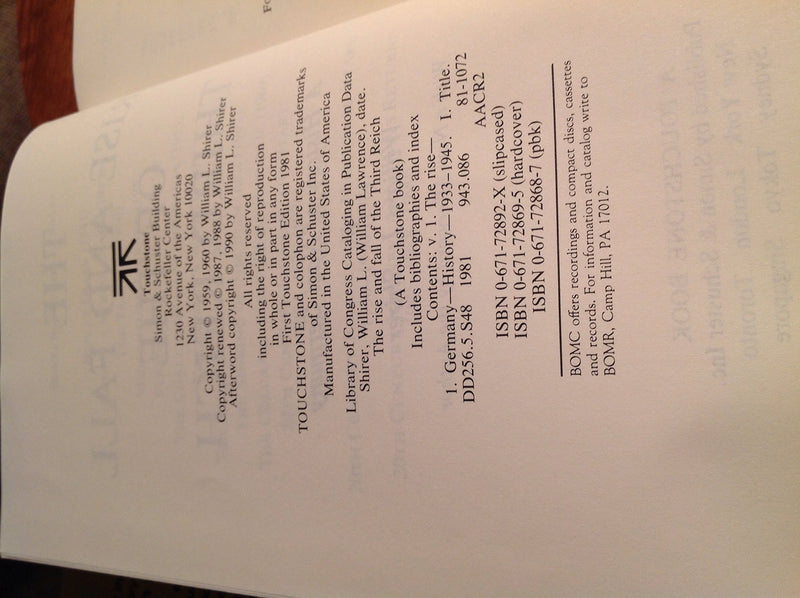 Touchstone
Simon & Schuster Building
Rockefeller Center
1230 Avenue of the Americas
New York, New York 10020
Copyright © 1959, 1960 by William L. Shirer
Copyright renewed © 1987, 1988 by William L. Shirer
Afterword copyright © 1990 by William L. Shirer
All rights reserved
including the right of reproduction
in whole or in part in any form
First Touchstone Edition 1981
TOUCHSTONE and colophon are registered trademarks
of Simon & Schuster Inc.
Manufactured in the United States of America
Library of Congress Cataloging in Publication Data
Shirer, William L. (William Lawrence), date.
The rise and fall of the Third Reich
(A Touchstone book)
Includes bibliographies and index
Contents: v. 1. The rise—
1. Germany—History—1933–1945. I. Title.
DD256.5.S48 1981 943.086 81-1072
AACR2
ISBN 0-671-72892-X (slipcased)
ISBN 0-671-72869-5 (hardcover)
ISBN 0-671-72868-7 (pbk)
BOMC offers recordings and compact discs, cassettes
and records. For information and catalog write to
BOMR, Camp Hill, PA 17012.